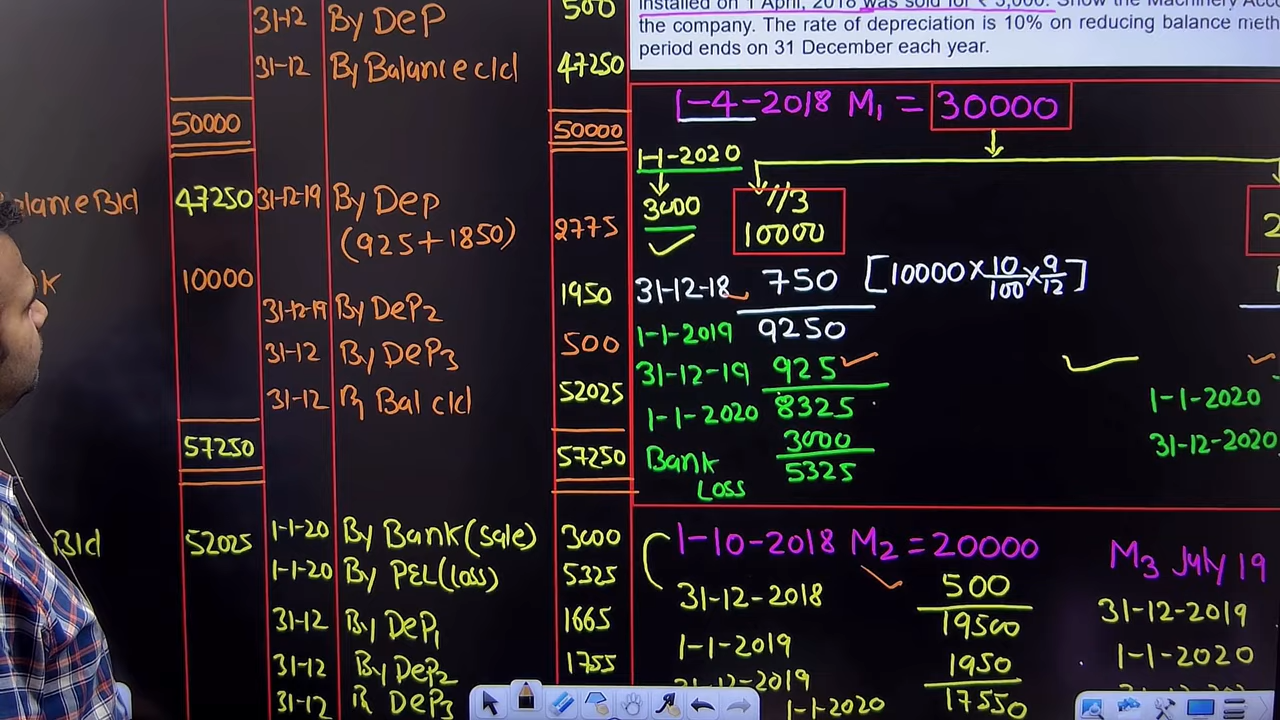 installed on 1 April, 2018 was sold for ₹ 3,000. Show the Machinery Acco
the company. The rate of depreciation is 10% on reducing balance meth
period ends on 31 December each year.
31-12 By Dep 500
31-12 By Balance c/d 47250
50000 50000
alance B/d 47250 31-12-19 By Dep
(925+1850) 2775
k 10000
31-12-19 By Dep2 1950
31-12 By Dep3 500
31-12 By Bal c/d 52025
57250 57250
B/d 52025 1-1-20 By Bank (sale) 3000
1-1-20 By P&L (loss) 5325
31-12 By Dep1 1665
31-12 By Dep2 1755
31-12 By Dep3
1-4-2018 M1 = 30000
1-1-2020
3000
1/3
10000
2
31-12-18 750 [10000×10/100×9/12]
1-1-2019 9250
31-12-19 925
1-1-2020 8325
Bank 3000
Loss 5325
1-1-2020
31-12-2020
1-10-2018 M2 = 20000
31-12-2018 500
19500
1-1-2019
1950
31-12-2019
17550
1-1-2020
M3 July 19
31-12-2019
1-1-2020